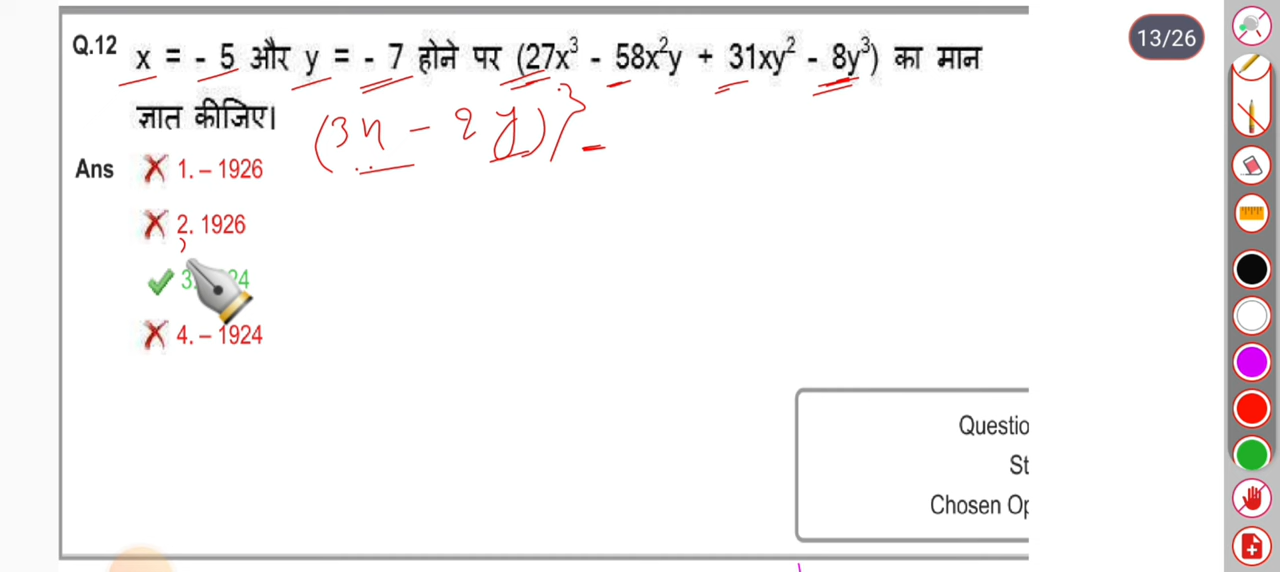 13/26
Q.12 x = - 5 और y = - 7 होने पर (27x³ - 58x²y + 31xy² - 8y³) का मान
ज्ञात कीजिए।
(3x - 2y)³
Ans 1. – 1926
2. 1926
4. – 1924
Questio
St
Chosen Op